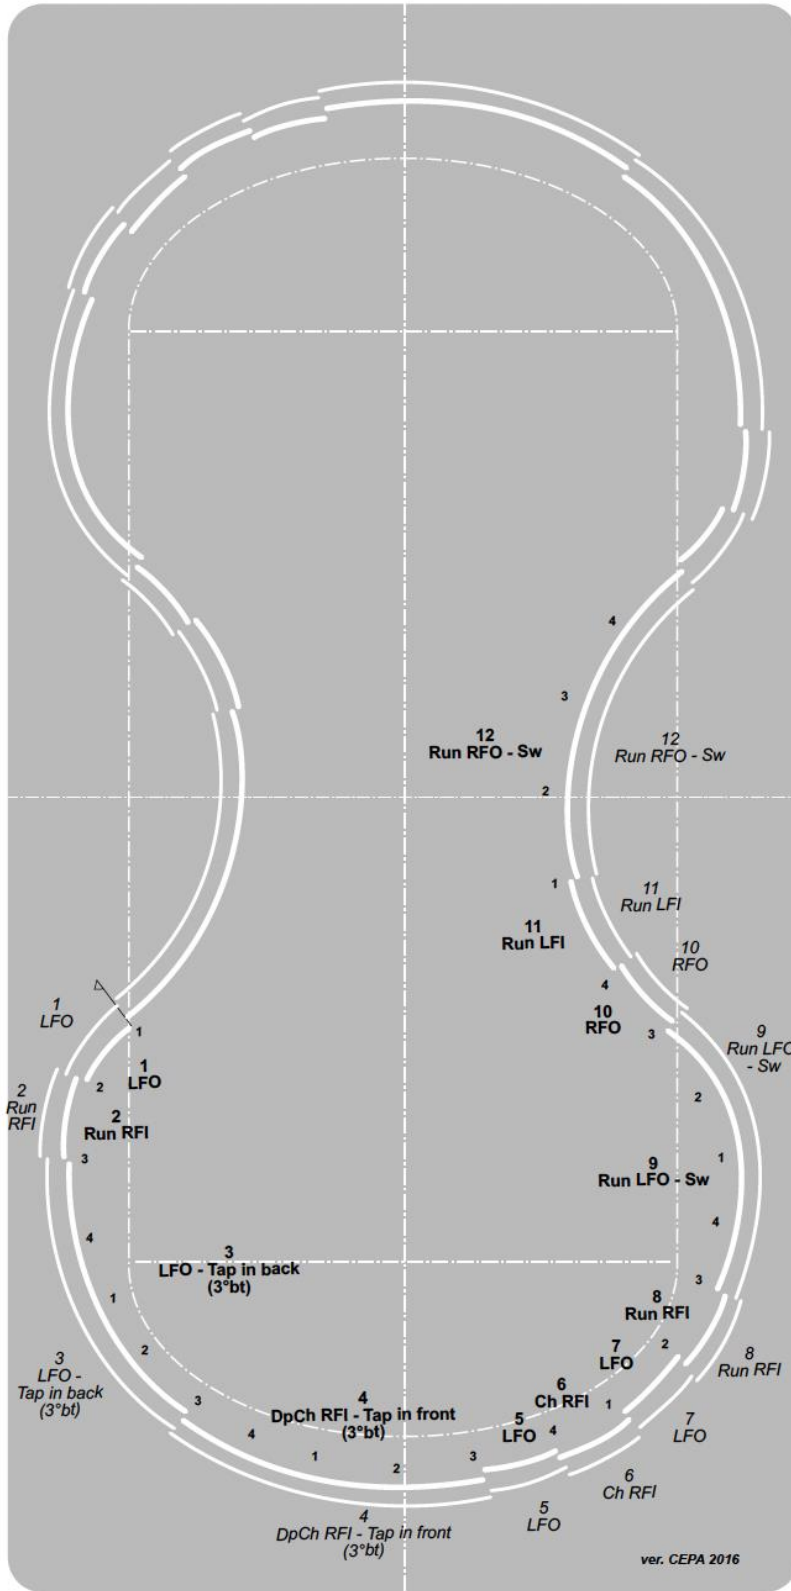 4
3
12
Run RFO - Sw
12
Run RFO - Sw
2
1
11
Run LFI
11
Run LFI
4
10
RFO
10
RFO
3
1
LFO
1
1
LFO
2
2
Run
RFI
2
Run RFI
3
9
Run LFO
- Sw
2
1
9
Run LFO - Sw
4
4
3
LFO - Tap in back
(3°bt)
3
1
8
Run RFI
2
2
7
LFO
8
Run RFI
3
LFO -
Tap in back
(3°bt)
3
4
DpCh RFI - Tap in front
(3°bt)
6
Ch RFI
1
5
LFO
4
4
7
LFO
1
2
3
6
Ch RFI
5
LFO
4
DpCh RFI - Tap in front
(3°bt)
ver. CEPA 2016